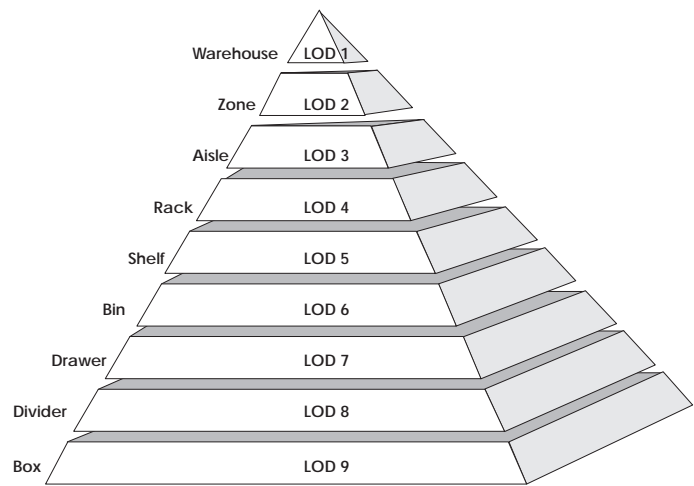 Warehouse LOD 1
Zone LOD 2
Aisle LOD 3
Rack LOD 4
Shelf LOD 5
Bin LOD 6
Drawer LOD 7
Divider LOD 8
Box LOD 9